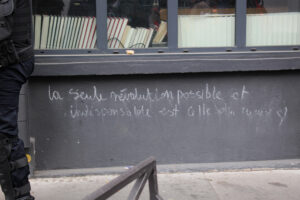 la seule révolution possible et
indispensable est celle